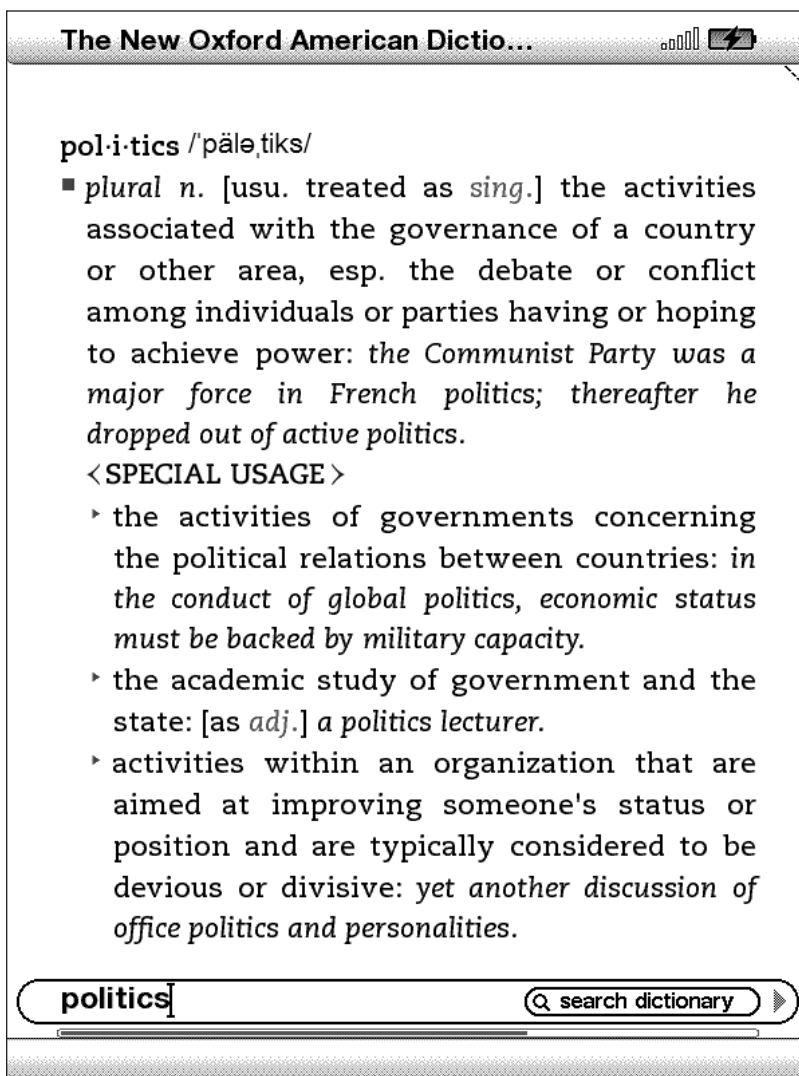 The New Oxford American Dictio...
pol·i·tics /ˈpäləˌtiks/
■ plural n. [usu. treated as sing.] the activities
associated with the governance of a country
or other area, esp. the debate or conflict
among individuals or parties having or hoping
to achieve power: the Communist Party was a
major force in French politics; thereafter he
dropped out of active politics.
<SPECIAL USAGE>
‣ the activities of governments concerning
the political relations between countries: in
the conduct of global politics, economic status
must be backed by military capacity.
‣ the academic study of government and the
state: [as adj.] a politics lecturer.
‣ activities within an organization that are
aimed at improving someone's status or
position and are typically considered to be
devious or divisive: yet another discussion of
office politics and personalities.
politics search dictionary